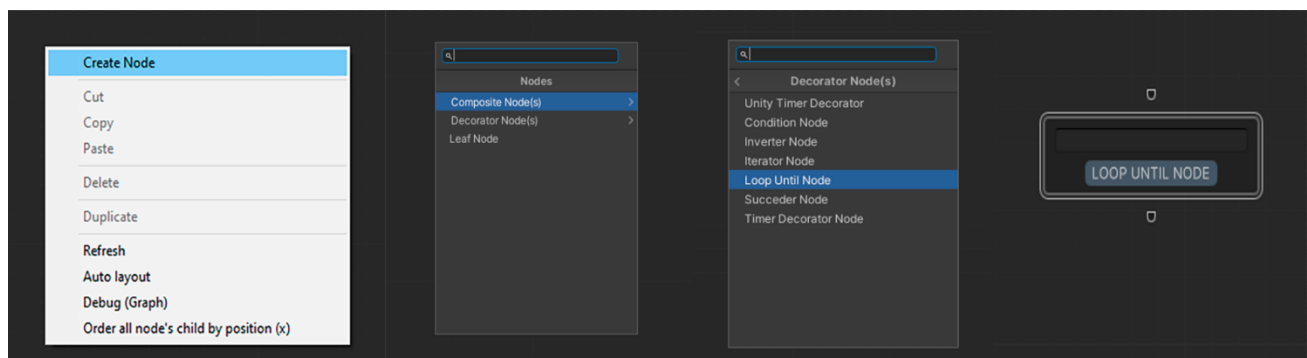 Create Node
Cut
Copy
Paste
Delete
Duplicate
Refresh
Auto layout
Debug (Graph)
Order all node's child by position (x)
Nodes
Composite Node(s)
Decorator Node(s)
Leaf Node
Decorator Node(s)
Unity Timer Decorator
Condition Node
Inverter Node
Iterator Node
Loop Until Node
Succeder Node
Timer Decorator Node
LOOP UNTIL NODE